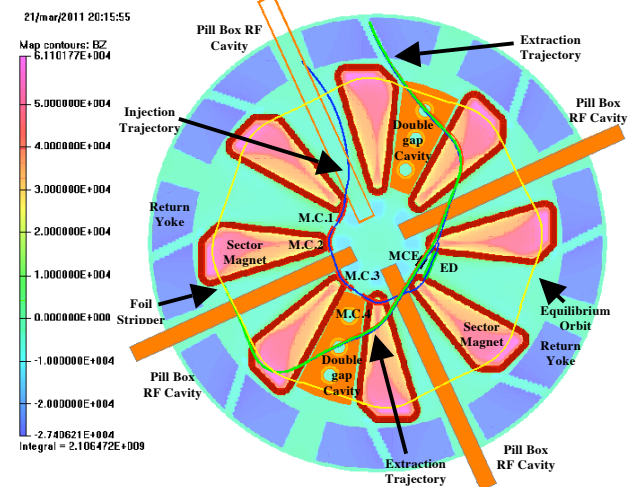 21/mar/2011 20:15:55
Map contours: BZ
6.110177E+004
5.000000E+004
4.000000E+004
3.000000E+004
2.000000E+004
1.000000E+004
0.000000E+000
-1.000000E+004
-2.000000E+004
-2.740621E+004
Integral = 2.106472E+009
Pill Box RF
Cavity
Extraction
Trajectory
Pill Box
RF Cavity
Injection
Trajectory
Double
gap
Cavity
Return
Yoke
M.C.1
M.C.2
Sector
Magnet
MCE
ED
M.C.3
M.C.4
Foil
Stripper
Equilibrium
Orbit
Sector
Magnet
Return
Yoke
Double
gap
Cavity
Pill Box
RF Cavity
Pill Box
RF Cavity
Extraction
Trajectory